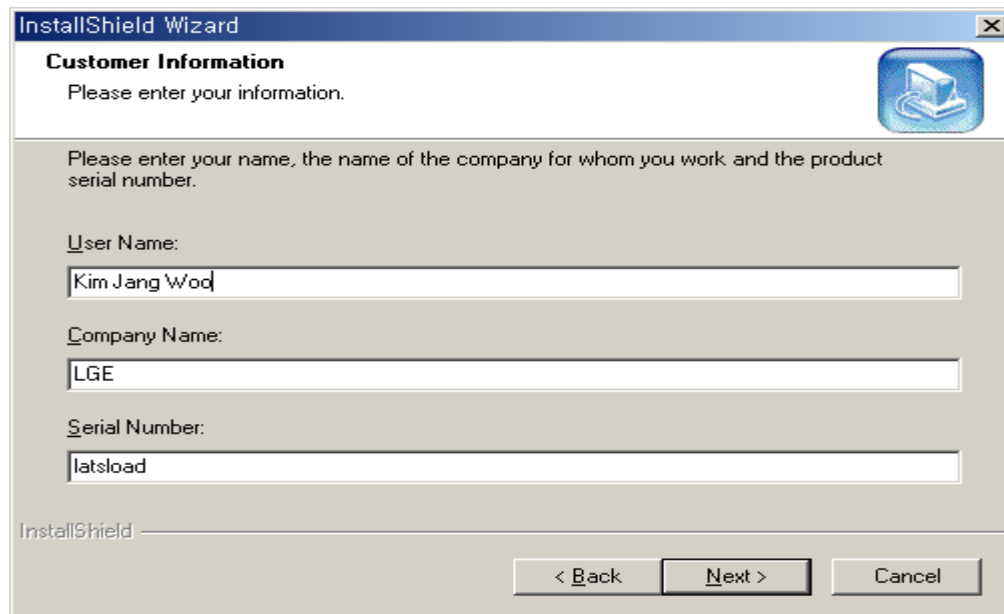 InstallShield Wizard
Customer Information
Please enter your information.
Please enter your name, the name of the company for whom you work and the product
serial number.
User Name:
Kim Jang Woo
Company Name:
LGE
Serial Number:
latsload
InstallShield
< Back Next > Cancel